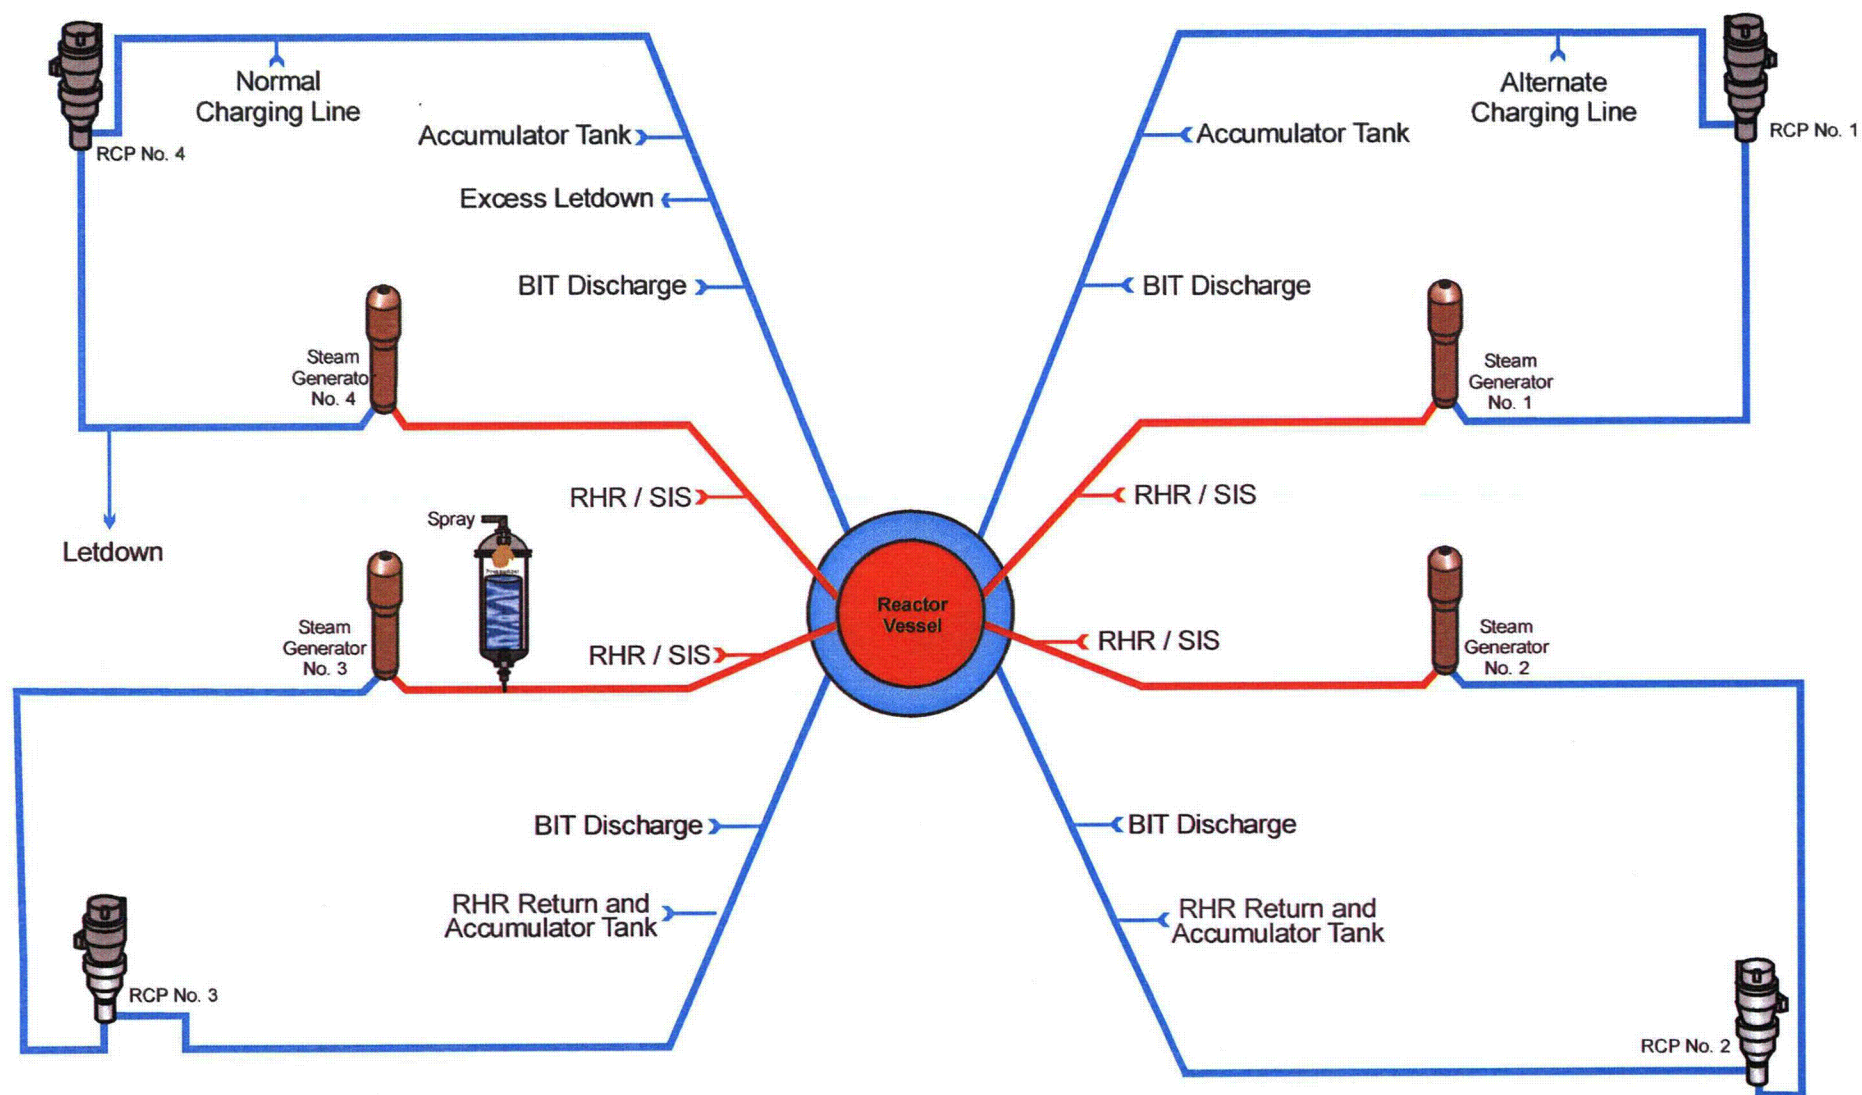 Normal
Charging Line
Alternate
Charging Line
RCP No. 4
RCP No. 1
Accumulator Tank
Accumulator Tank
Excess Letdown
BIT Discharge
BIT Discharge
Steam
Generato
No. 4
Steam
Generator
No. 1
RHR / SIS
RHR / SIS
Spray
Letdown
Reactor
Vessel
Steam
Generator
No. 3
RHR / SIS
RHR / SIS
Steam
Generator
No. 2
BIT Discharge
BIT Discharge
RHR Return and
Accumulator Tank
RHR Return and
Accumulator Tank
RCP No. 3
RCP No. 2